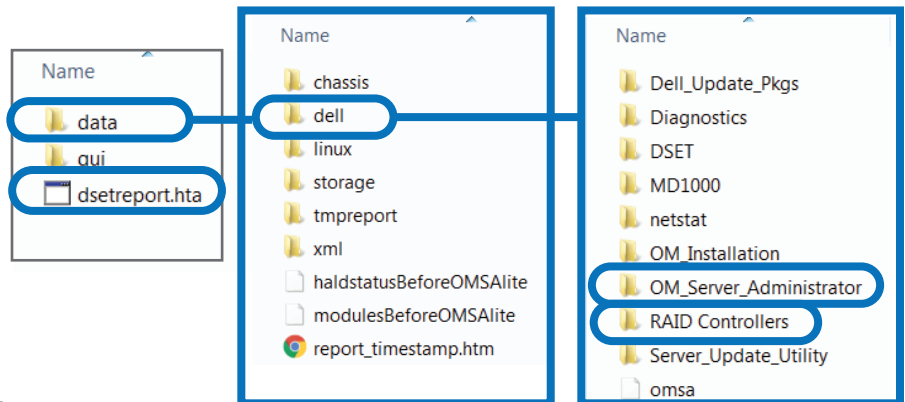 Name
data
gui
dsetreport.hta
Name
chassis
dell
linux
storage
tmpreport
xml
haldstatusBeforeOMSAlite
modulesBeforeOMSAlite
report_timestamp.htm
Name
Dell_Update_Pkgs
Diagnostics
DSET
MD1000
netstat
OM_Installation
OM_Server_Administrator
RAID Controllers
Server_Update_Utility
omsa